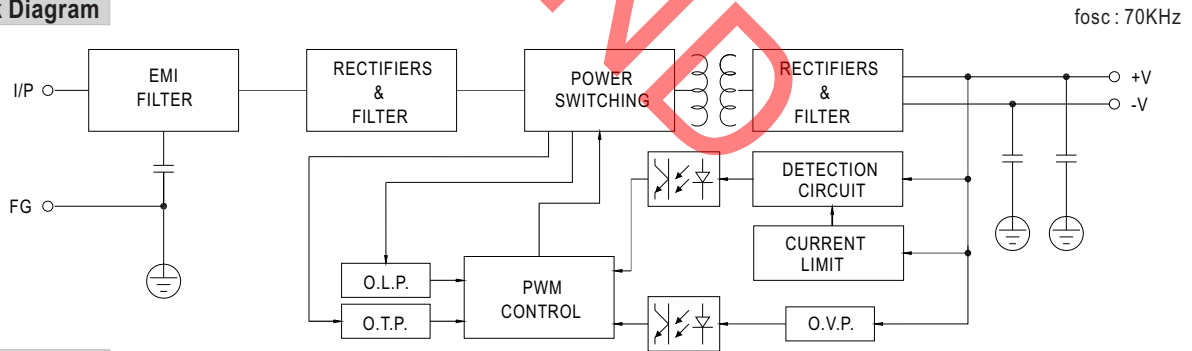 Diagram
fosc : 70KHz
I/P
EMI
FILTER
RECTIFIERS
&
FILTER
POWER
SWITCHING
RECTIFIERS
&
FILTER
+V
-V
FG
DETECTION
CIRCUIT
CURRENT
LIMIT
O.L.P.
O.T.P.
PWM
CONTROL
O.V.P.